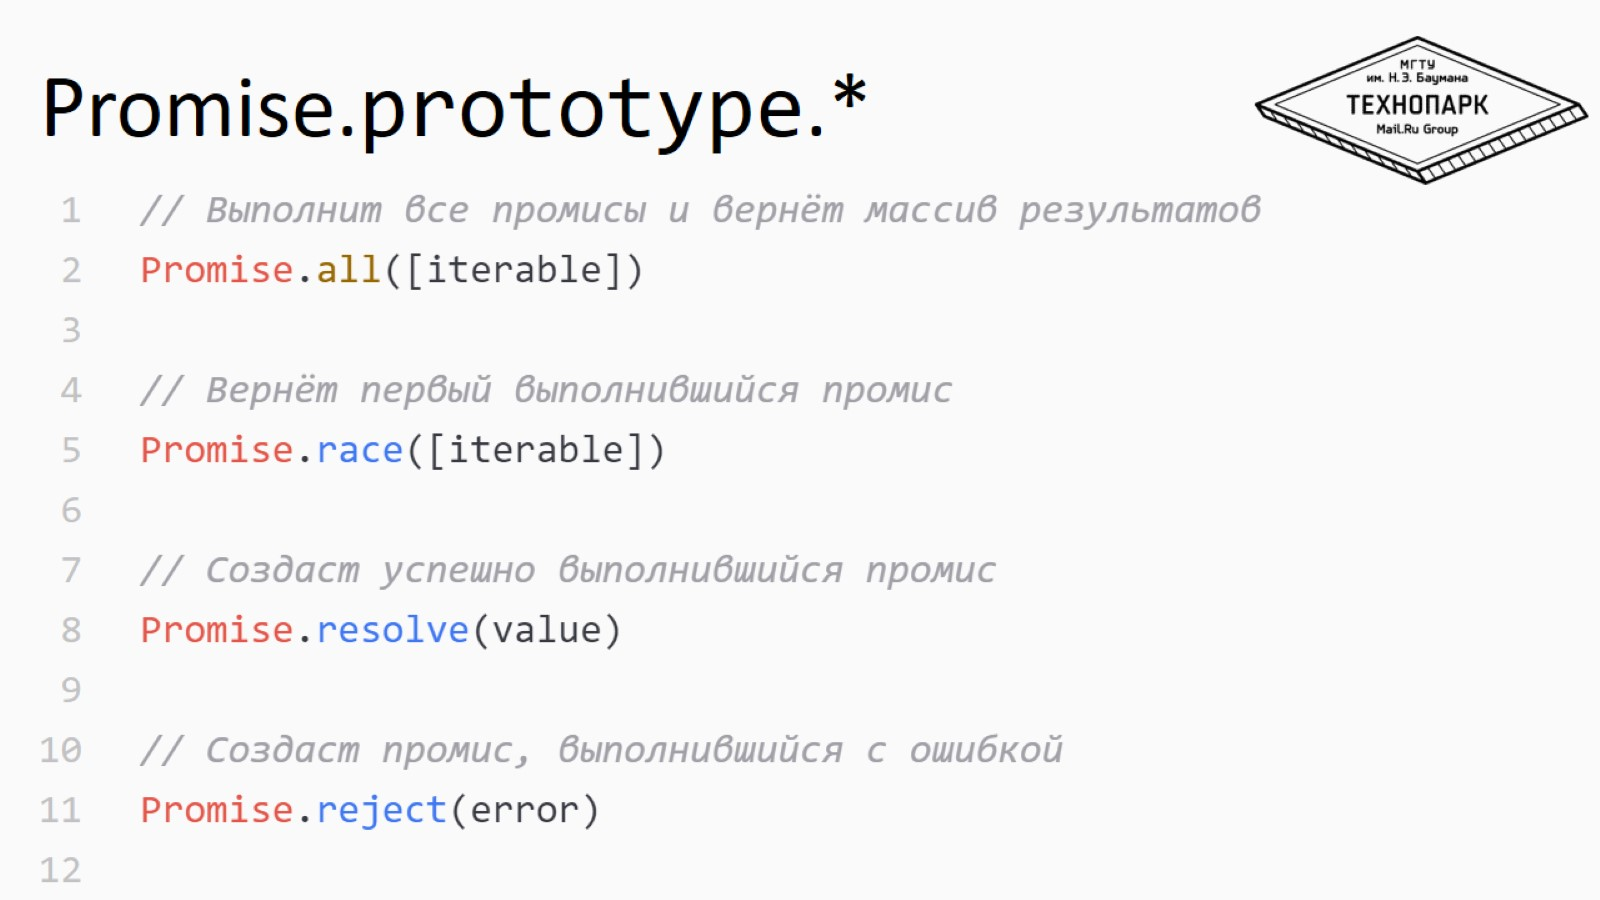 Promise.prototype.*
МГТУ
им. Н.Э. Баумана
ТЕХНОПАРК
Mail.Ru Group
1 // Выполнит все промисы и вернёт массив результатов
2 Promise.all([iterable])
3
4 // Вернёт первый выполнившийся промис
5 Promise.race([iterable])
6
7 // Создаст успешно выполнившийся промис
8 Promise.resolve(value)
9
10 // Создаст промис, выполнившийся с ошибкой
11 Promise.reject(error)
12